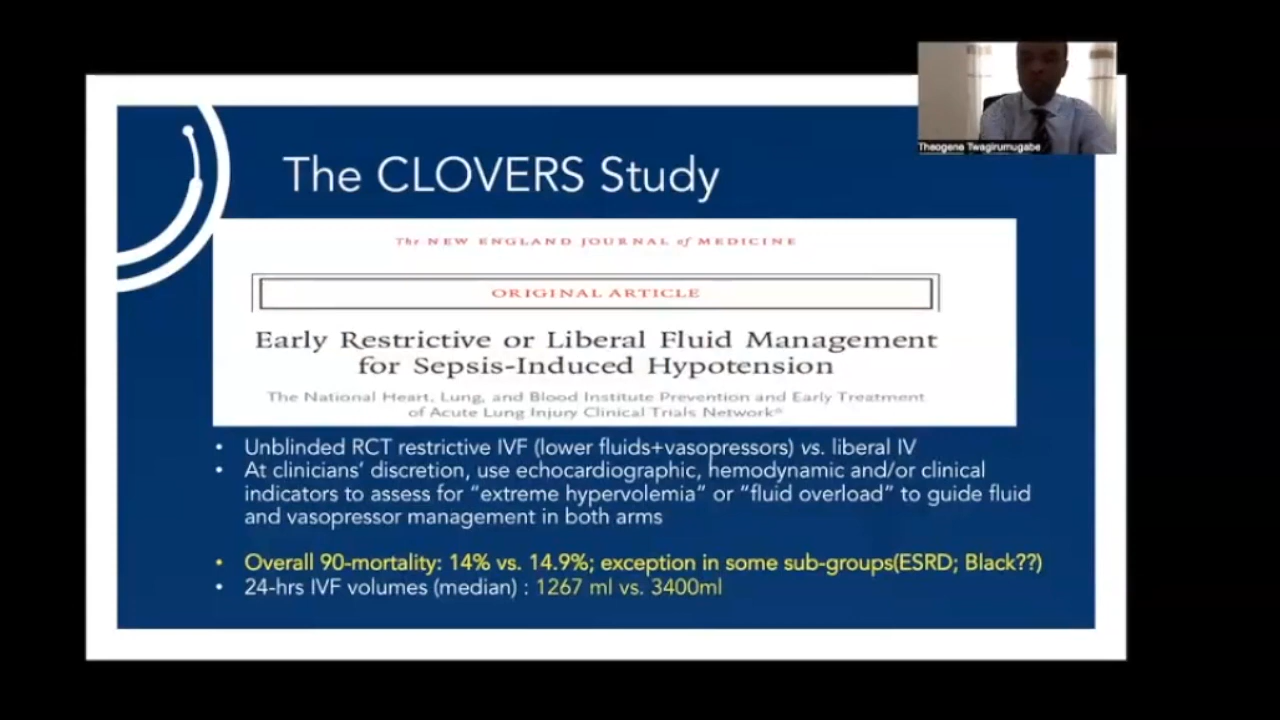 Theogene Twagirumugabe
The CLOVERS Study
The NEW ENGLAND JOURNAL of MEDICINE
ORIGINAL ARTICLE
Early Restrictive or Liberal Fluid Management
for Sepsis-Induced Hypotension
The National Heart, Lung, and Blood Institute Prevention and Early Treatment
of Acute Lung Injury Clinical Trials Network*
• Unblinded RCT restrictive IVF (lower fluids+vasopressors) vs. liberal IV
• At clinicians’ discretion, use echocardiographic, hemodynamic and/or clinical
indicators to assess for “extreme hypervolemia” or “fluid overload” to guide fluid
and vasopressor management in both arms
• Overall 90-mortality: 14% vs. 14.9%; exception in some sub-groups(ESRD; Black??)
• 24-hrs IVF volumes (median) : 1267 ml vs. 3400ml